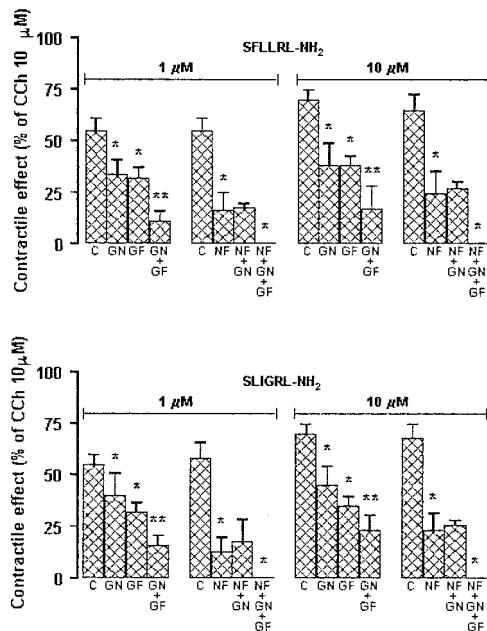 SFLLRL-NH2
1 μM
10 μM
Contractile effect (% of CCh 10 μM)
100
75
50
25
0
C GN GF GN + GF
C NF NF + GN NF + GN + GF
C GN GF GN + GF
C NF NF + GN NF + GN + GF
* * **
* *
* * **
* *
SLIGRL-NH2
1 μM
10 μM
Contractile effect (% of CCh 10 μM)
100
75
50
25
0
* * **
* *
* * **
* *
C GN GF GN + GF
C NF NF + GN NF + GN + GF
C GN GF GN + GF
C NF NF + GN NF + GN + GF